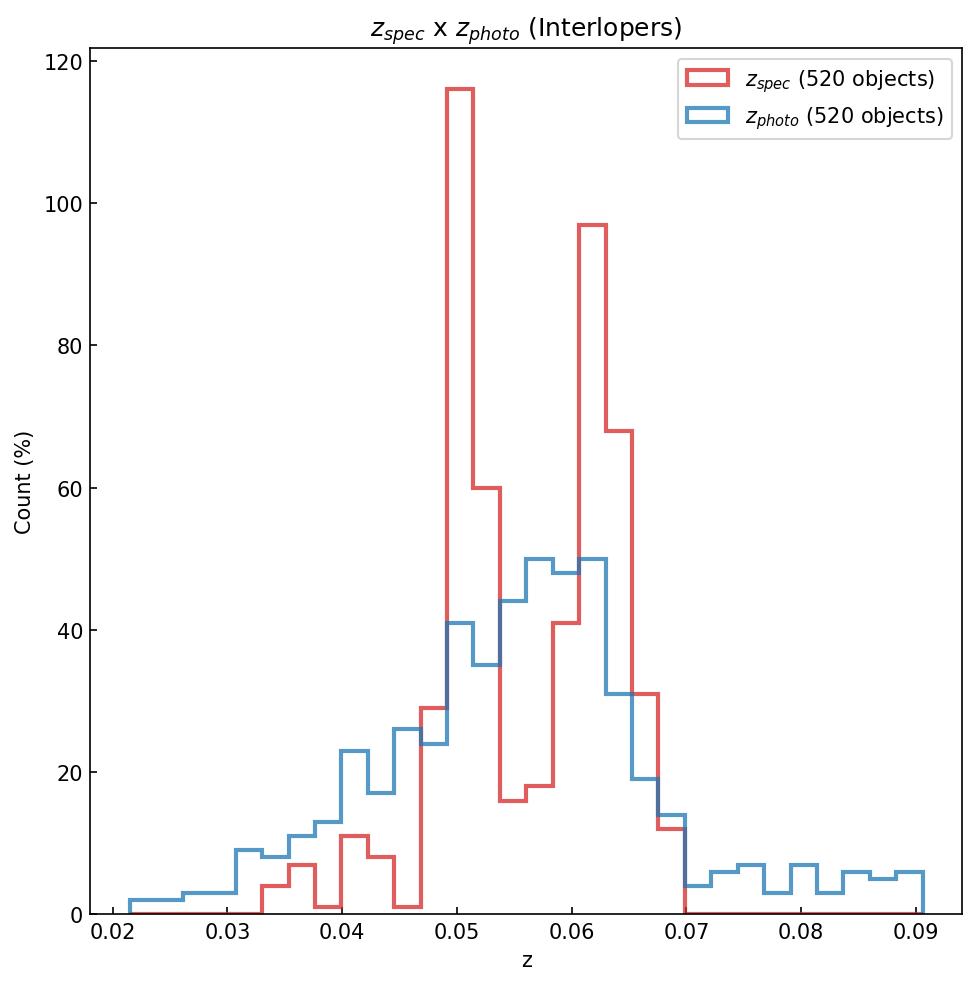 z_spec x z_photo (Interlopers)
z_spec (520 objects)
z_photo (520 objects)
Count (%)
120
100
80
60
40
20
0
0.02 0.03 0.04 0.05 0.06 0.07 0.08 0.09
z